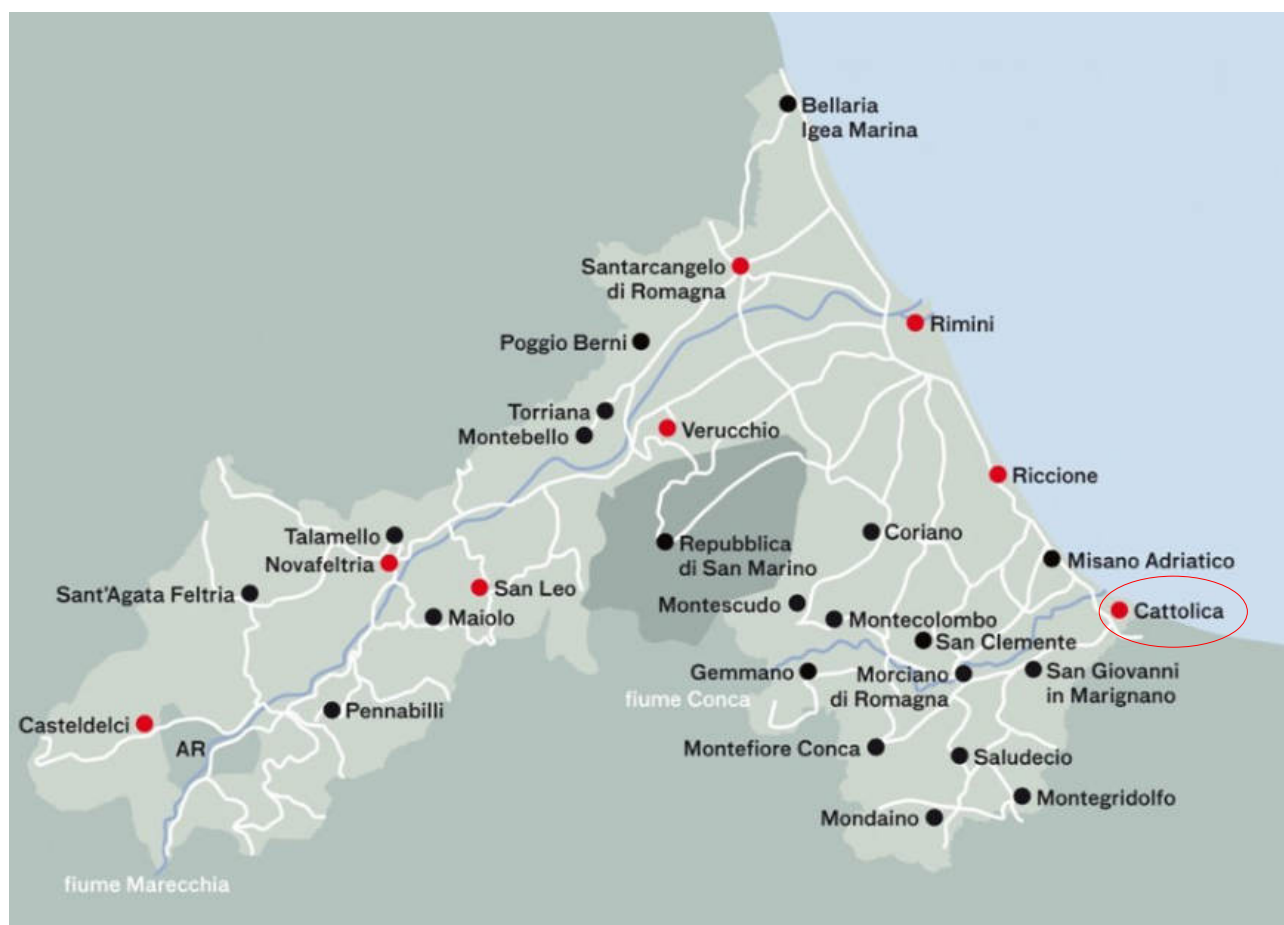 Bellaria
Igea Marina
Santarcangelo
di Romagna
Rimini
Poggio Berni
Torriana
Montebello
Verucchio
Riccione
Talamello
Novafeltria
Coriano
Repubblica
di San Marino
Misano Adriatico
Sant'Agata Feltria
San Leo
Maiolo
Montescudo
Montecolombo
Cattolica
San Clemente
Gemmano
Morciano
di Romagna
San Giovanni
in Marignano
fiume Conca
Pennabilli
Casteldelci
AR
Montefiore Conca
Saludecio
Montegridolfo
Mondaino
fiume Marecchia